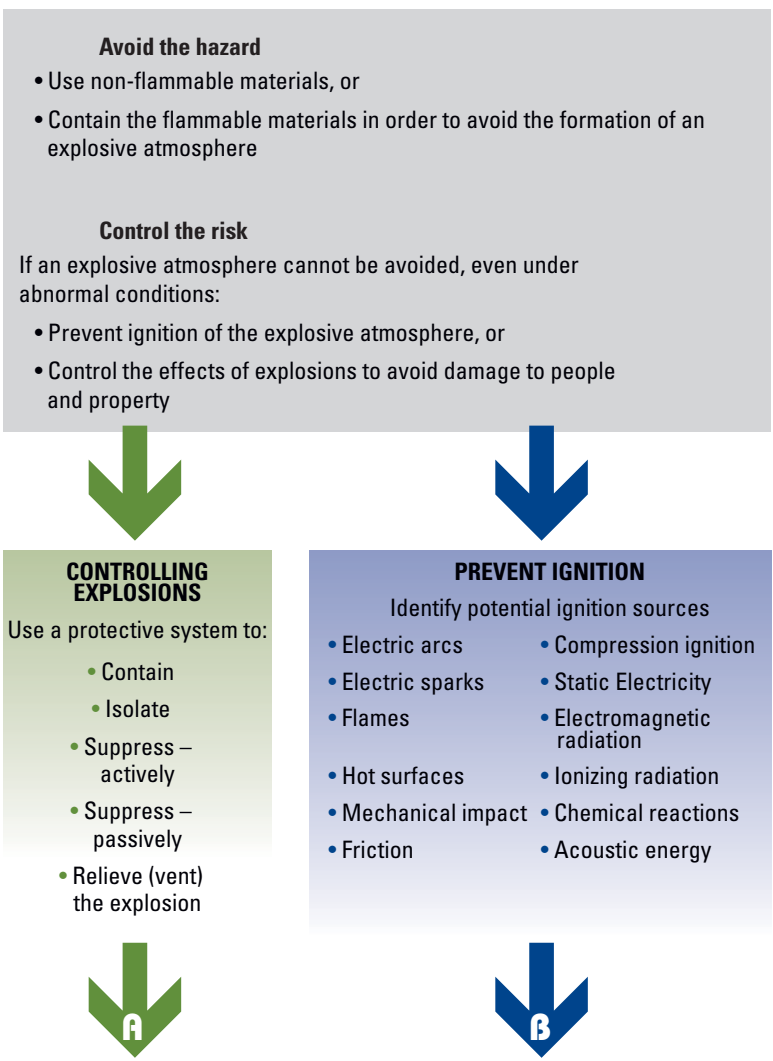 Avoid the hazard
• Use non-flammable materials, or
• Contain the flammable materials in order to avoid the formation of an
explosive atmosphere
Control the risk
If an explosive atmosphere cannot be avoided, even under
abnormal conditions:
• Prevent ignition of the explosive atmosphere, or
• Control the effects of explosions to avoid damage to people
and property
CONTROLLING
EXPLOSIONS
Use a protective system to:
• Contain
• Isolate
• Suppress –
actively
• Suppress –
passively
• Relieve (vent)
the explosion
A
PREVENT IGNITION
Identify potential ignition sources
• Electric arcs
• Electric sparks
• Flames
• Hot surfaces
• Mechanical impact
• Friction
• Compression ignition
• Static Electricity
• Electromagnetic
radiation
• Ionizing radiation
• Chemical reactions
• Acoustic energy
B